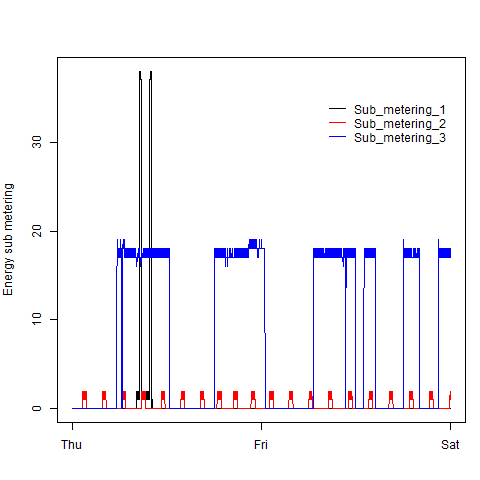 Energy sub metering
30
20
10
0
Sub_metering_1
Sub_metering_2
Sub_metering_3
Thu Fri Sat